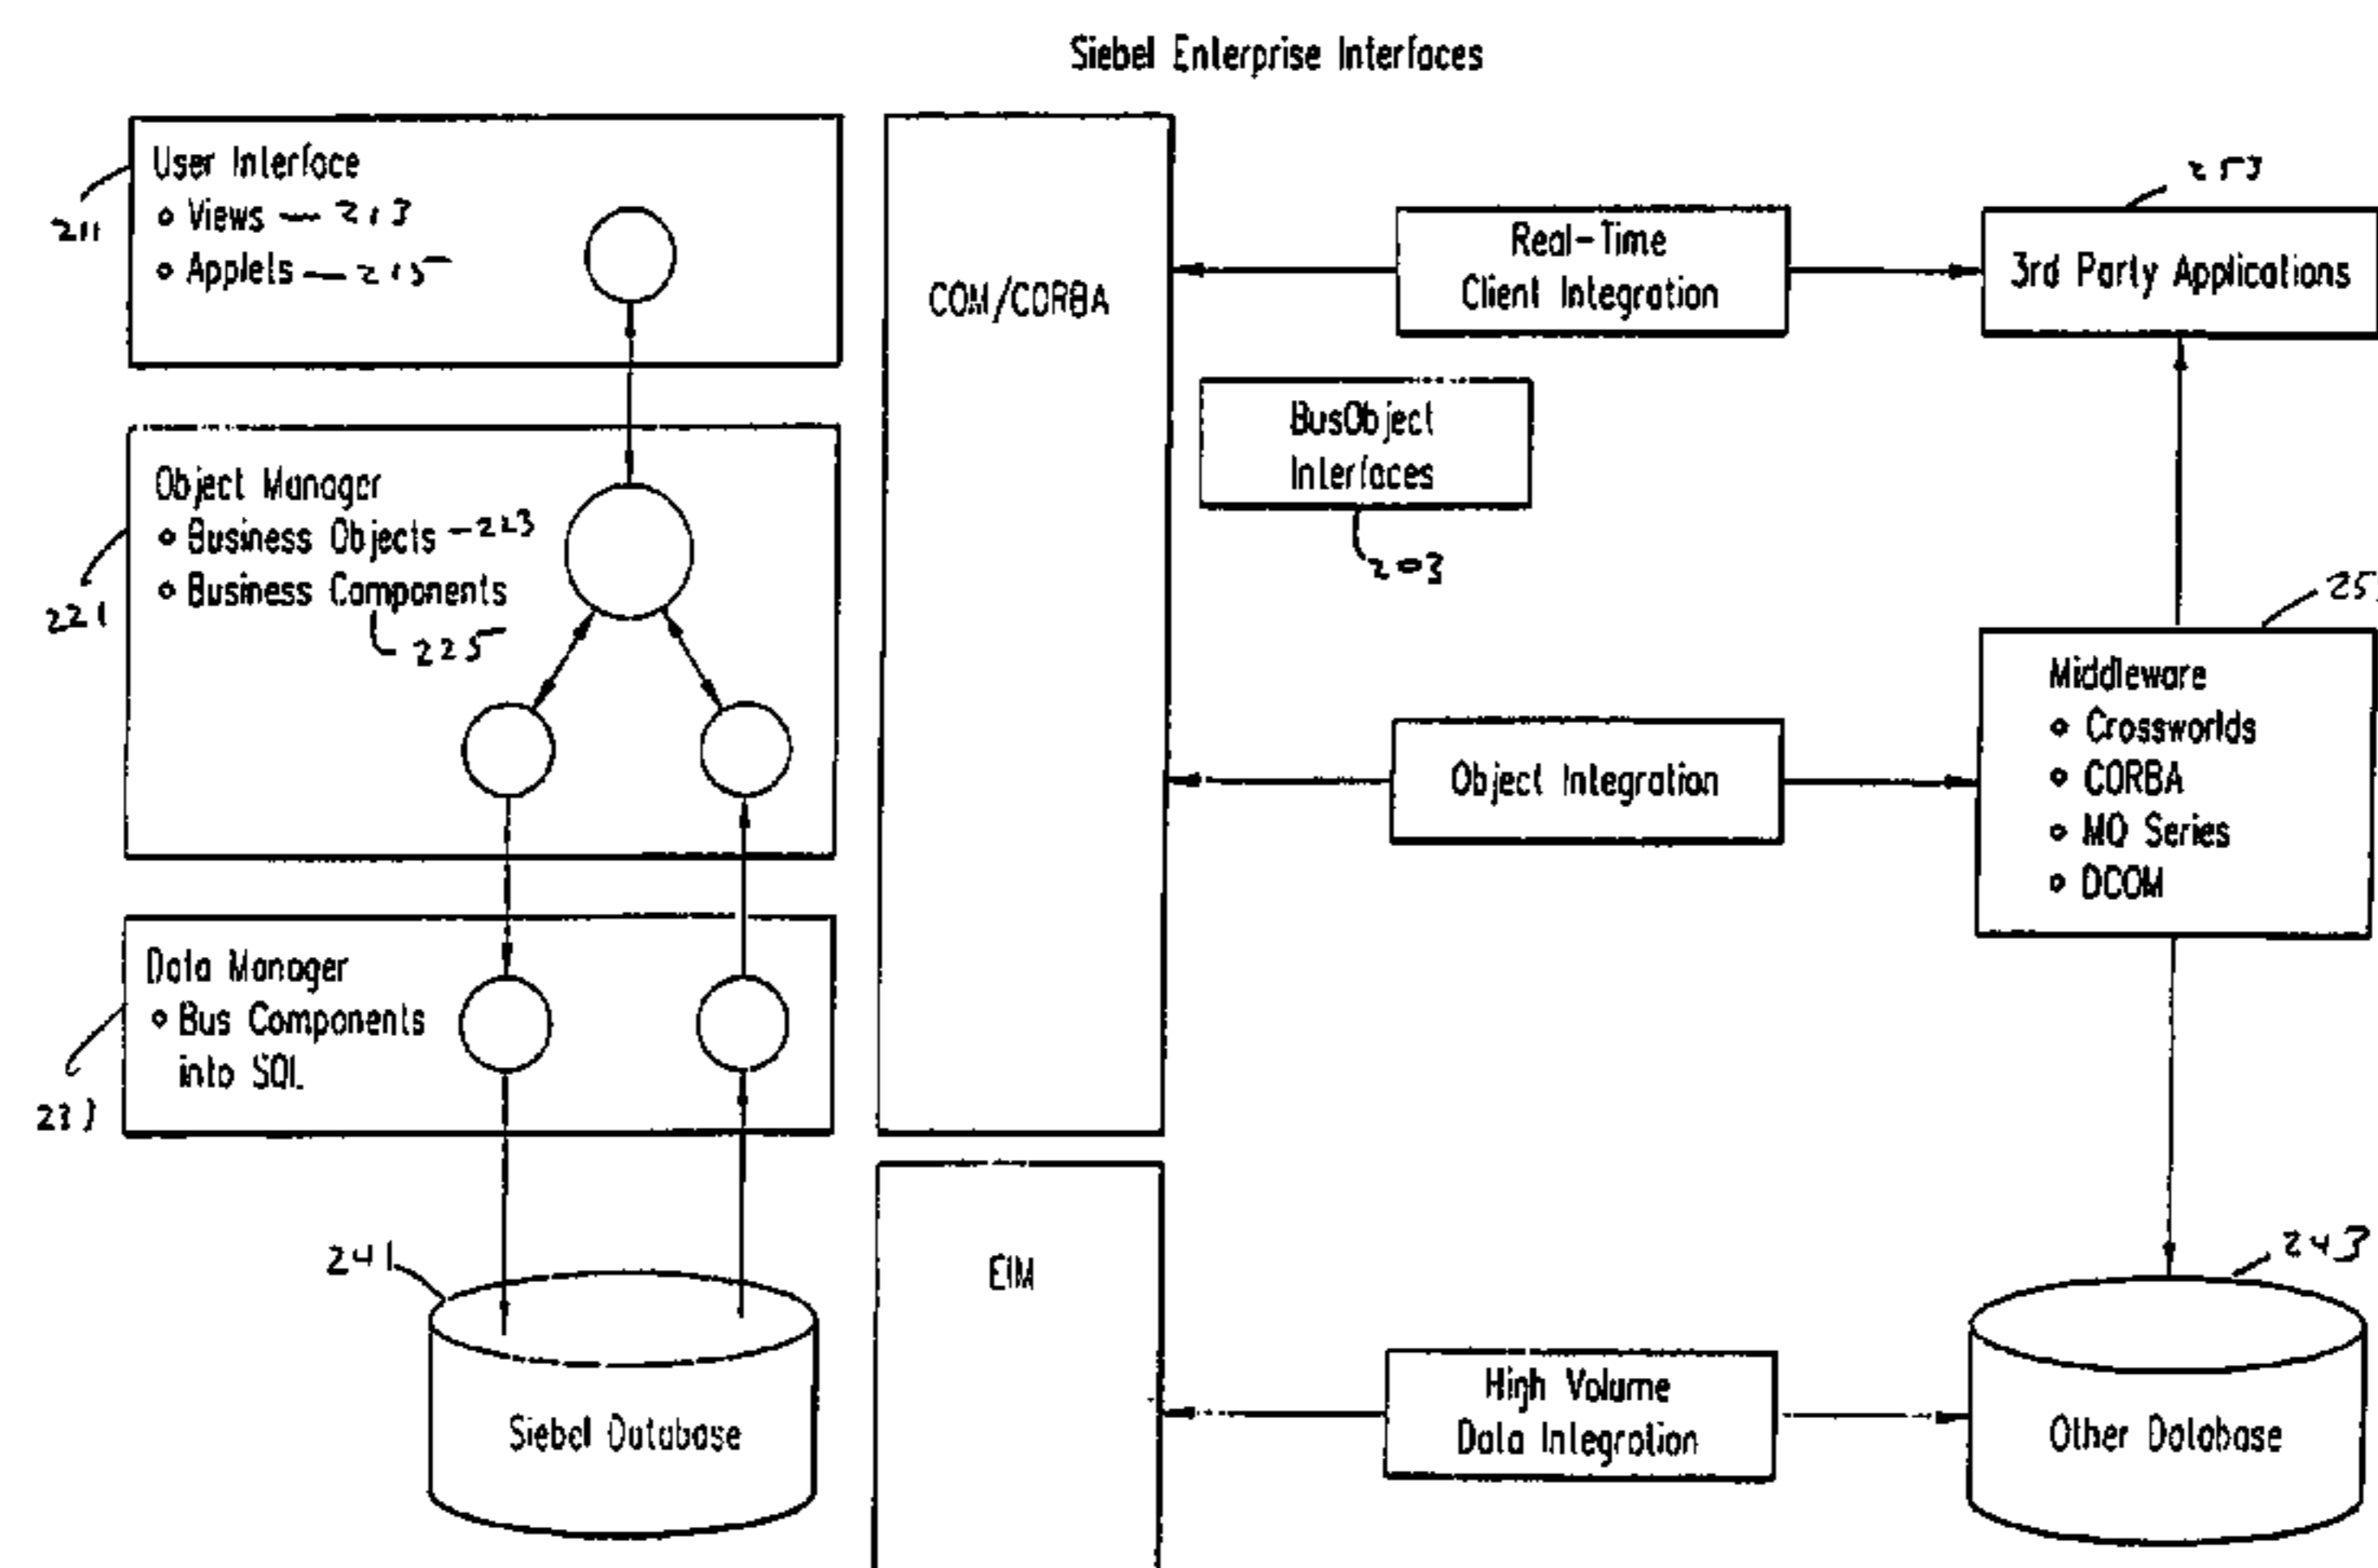 Siebel Enterprise Interfaces
User Interface
Views — 213
Applets — 215
211
Object Manager
Business Objects — 223
Business Components
225
221
Data Manager
Bus Components
into SQL
241
Siebel Database
COM/CORBA
EIM
Real-Time
Client Integration
BusObject
Interfaces
203
Object Integration
High Volume
Data Integration
253
3rd Party Applications
Middleware
Crossworlds
CORBA
MQ Series
DCOM
243
Other Database